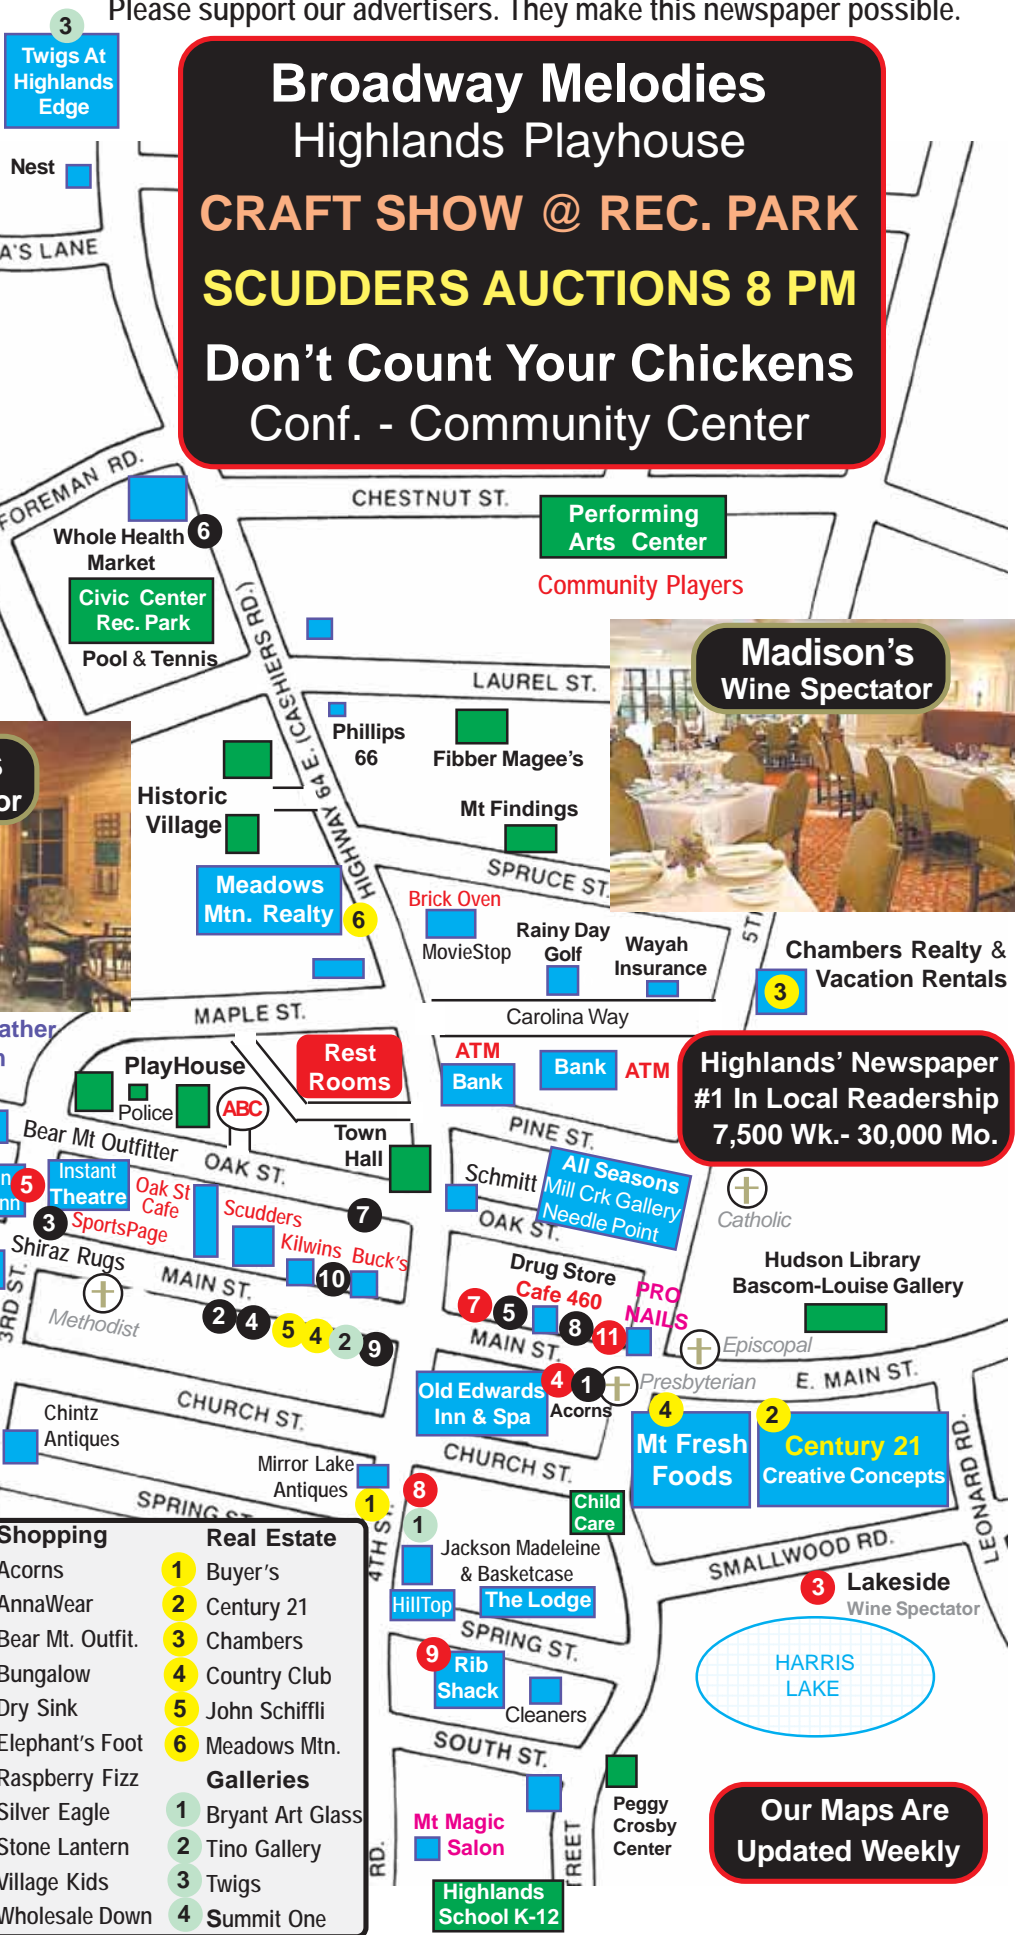 Please support our advertisers. They make this newspaper possible.
3
Twigs At
Highlands
Edge
Broadway Melodies
Highlands Playhouse
CRAFT SHOW @ REC. PARK
SCUDDERS AUCTIONS 8 PM
Don't Count Your Chickens
Conf. - Community Center
Nest
A'S LANE
FOREMAN RD.
CHESTNUT ST.
Performing
Arts Center
Community Players
Whole Health 6
Market
Civic Center
Rec. Park
Pool & Tennis
HIGHWAY 64 E. (CASHIERS RD.)
LAUREL ST.
Madison's
Wine Spectator
Phillips
66
Fibber Magee's
s
or
Historic
Village
Mt Findings
SPRUCE ST.
Meadows
Mtn. Realty
6
Brick Oven
MovieStop
Rainy Day
Golf
Wayah
Insurance
5T
Chambers Realty &
Vacation Rentals
3
MAPLE ST.
Carolina Way
ather
n
PlayHouse
Police
ABC
Rest
Rooms
ATM
Bank
Bank
ATM
Highlands' Newspaper
#1 In Local Readership
7,500 Wk.- 30,000 Mo.
Town
Hall
PINE ST.
Bear Mt Outfitter
OAK ST.
Schmitt
All Seasons
Mill Crk Gallery
Needle Point
Catholic
n
nn
5
Instant
Theatre
Oak St
Cafe
Scudders
7
OAK ST.
3
SportsPage
Kilwins
Buck's
10
Shiraz Rugs
Drug Store
Cafe 460
PRO
NAILS
Hudson Library
Bascom-Louise Gallery
3RD ST.
Methodist
MAIN ST.
2
4
5
4
2
9
7
5
8
11
MAIN ST.
Episcopal
Presbyterian
E. MAIN ST.
Old Edwards
Inn & Spa
4
1
Acorns
4
Mt Fresh
Foods
2
Century 21
Creative Concepts
LEONARD RD.
Chintz
Antiques
CHURCH ST.
CHURCH ST.
Mirror Lake
Antiques
1
8
1
Child
Care
SPRING ST.
4TH ST.
Jackson Madeleine
& Basketcase
HillTop
The Lodge
SMALLWOOD RD.
3
Lakeside
Wine Spectator
SPRING ST.
9
Rib
Shack
Cleaners
HARRIS
LAKE
SOUTH ST.
Peggy
Crosby
Center
Mt Magic
Salon
RD.
TREET
Our Maps Are
Updated Weekly
Highlands
School K-12
Shopping
Acorns
AnnaWear
Bear Mt. Outfit.
Bungalow
Dry Sink
Elephant's Foot
Raspberry Fizz
Silver Eagle
Stone Lantern
Village Kids
Wholesale Down
Real Estate
1 Buyer's
2 Century 21
3 Chambers
4 Country Club
5 John Schiffli
6 Meadows Mtn.
Galleries
1 Bryant Art Glass
2 Tino Gallery
3 Twigs
4 Summit One